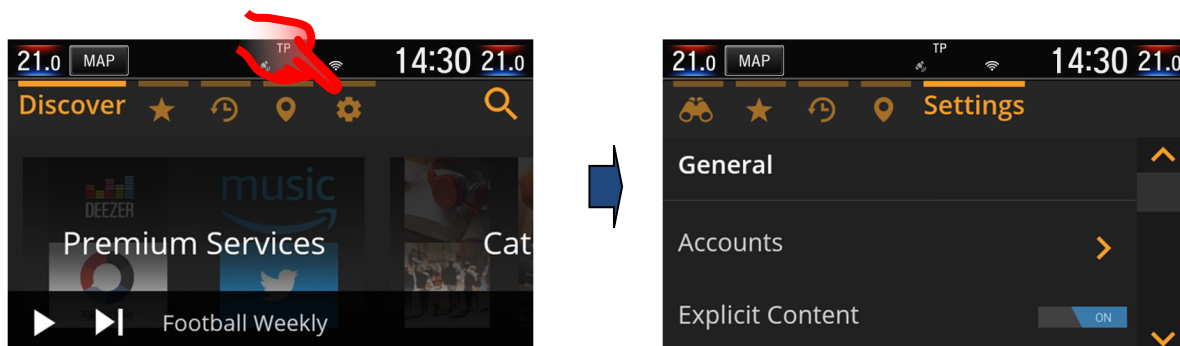 21.0 MAP TP 14:30 21.0
Discover
DEEZER
music
Premium Services
Cat
Football Weekly
21.0 MAP TP 14:30 21.0
Settings
General
Accounts
Explicit Content ON